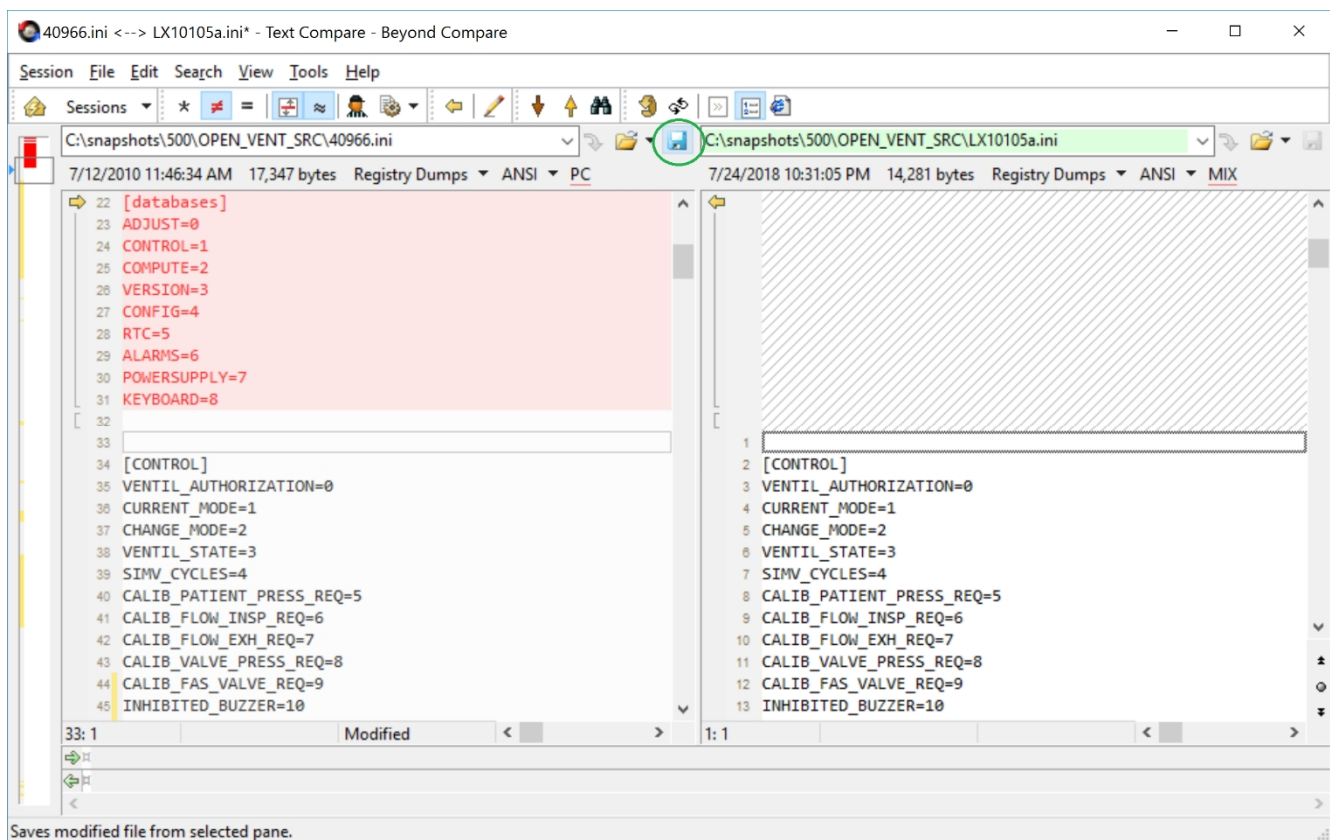 40966.ini <--> LX10105a.ini* - Text Compare - Beyond Compare
Session File Edit Search View Tools Help
Sessions
C:\snapshots\500\OPEN_VENT_SRC\40966.ini
C:\snapshots\500\OPEN_VENT_SRC\LX10105a.ini
7/12/2010 11:46:34 AM 17,347 bytes Registry Dumps ANSI PC
7/24/2018 10:31:05 PM 14,281 bytes Registry Dumps ANSI MIX
22 [databases]
23 ADJUST=0
24 CONTROL=1
25 COMPUTE=2
26 VERSION=3
27 CONFIG=4
28 RTC=5
29 ALARMS=6
30 POWERSUPPLY=7
31 KEYBOARD=8
32
33
34 [CONTROL]
35 VENTIL_AUTHORIZATION=0
36 CURRENT_MODE=1
37 CHANGE_MODE=2
38 VENTIL_STATE=3
39 SIMV_CYCLES=4
40 CALIB_PATIENT_PRESS_REQ=5
41 CALIB_FLOW_INSP_REQ=6
42 CALIB_FLOW_EXH_REQ=7
43 CALIB_VALVE_PRESS_REQ=8
44 CALIB_FAS_VALVE_REQ=9
45 INHIBITED_BUZZER=10
1
2 [CONTROL]
3 VENTIL_AUTHORIZATION=0
4 CURRENT_MODE=1
5 CHANGE_MODE=2
6 VENTIL_STATE=3
7 SIMV_CYCLES=4
8 CALIB_PATIENT_PRESS_REQ=5
9 CALIB_FLOW_INSP_REQ=6
10 CALIB_FLOW_EXH_REQ=7
11 CALIB_VALVE_PRESS_REQ=8
12 CALIB_FAS_VALVE_REQ=9
13 INHIBITED_BUZZER=10
33: 1 Modified
1: 1
Saves modified file from selected pane.